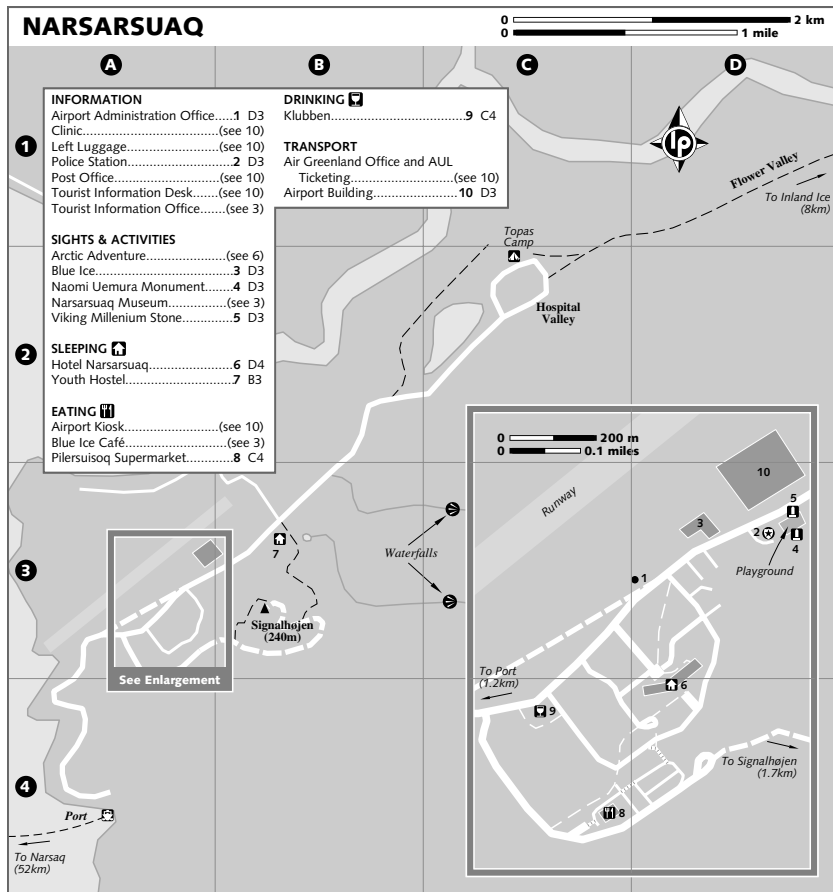 NARSARSUAQ
0 2 km
0 1 mile
A B C D
1
2
3
4
INFORMATION
Airport Administration Office.....1 D3
Clinic.............................(see 10)
Left Luggage.......................(see 10)
Police Station.....................2 D3
Post Office........................(see 10)
Tourist Information Desk......(see 10)
Tourist Information Office.....(see 3)
SIGHTS & ACTIVITIES
Arctic Adventure...................(see 6)
Blue Ice...........................3 D3
Naomi Uemura Monument........4 D3
Narsarsuaq Museum..............(see 3)
Viking Millenium Stone............5 D3
SLEEPING
Hotel Narsarsuaq...................6 D4
Youth Hostel.......................7 B3
EATING
Airport Kiosk......................(see 10)
Blue Ice Café......................(see 3)
Pilersuisoq Supermarket...........8 C4
DRINKING
Klubben............................9 C4
TRANSPORT
Air Greenland Office and AUL
Ticketing..........................(see 10)
Airport Building...................10 D3
lp
Flower Valley
To Inland Ice
(8km)
Topas
Camp
Hospital
Valley
0 200 m
0 0.1 miles
Runway
10
5
3
2
4
Playground
1
Waterfalls
7
Signalhøjen
(240m)
See Enlargement
To Port
(1.2km)
6
9
To Signalhøjen
(1.7km)
8
Port
To Narsaq
(52km)